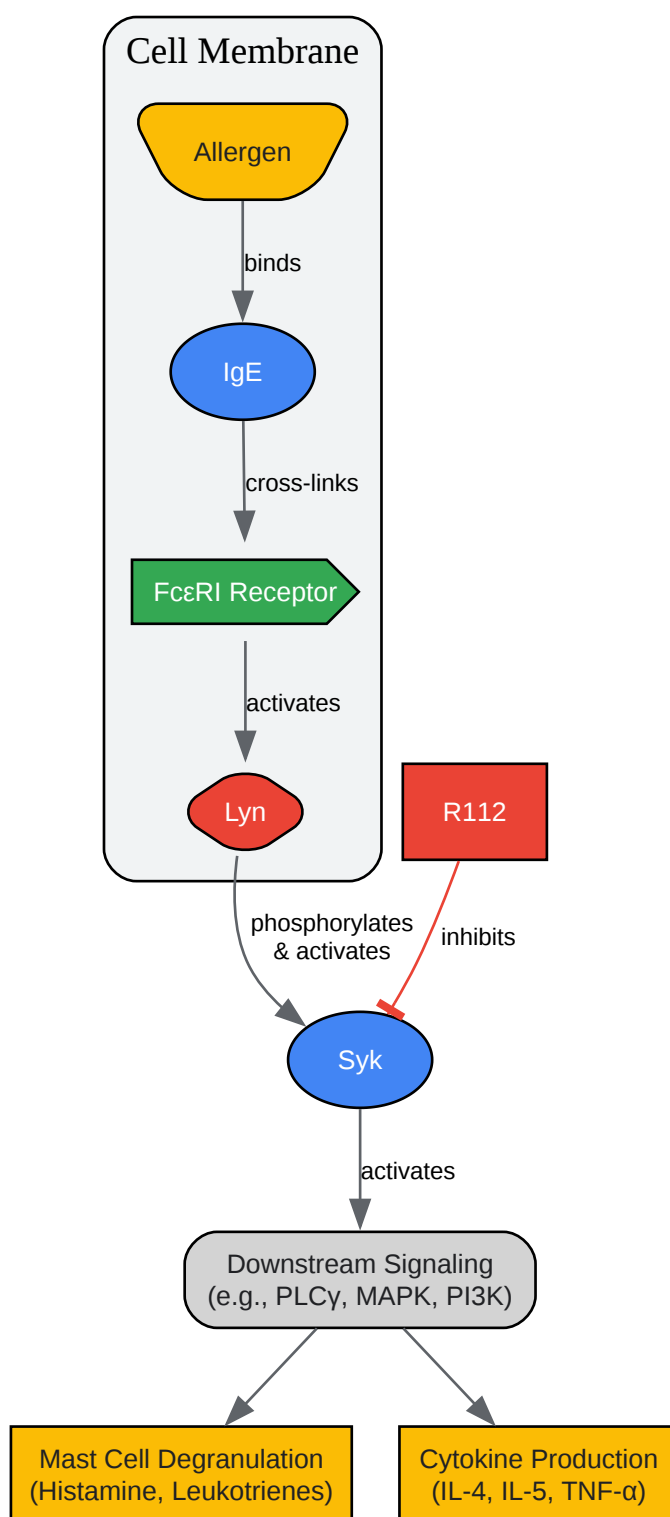 Cell Membrane
Allergen
binds
IgE
cross-links
FcεRI Receptor
activates
Lyn
R112
phosphorylates
& activates
inhibits
Syk
activates
Downstream Signaling
(e.g., PLCγ, MAPK, PI3K)
Mast Cell Degranulation
(Histamine, Leukotrienes)
Cytokine Production
(IL-4, IL-5, TNF-α)